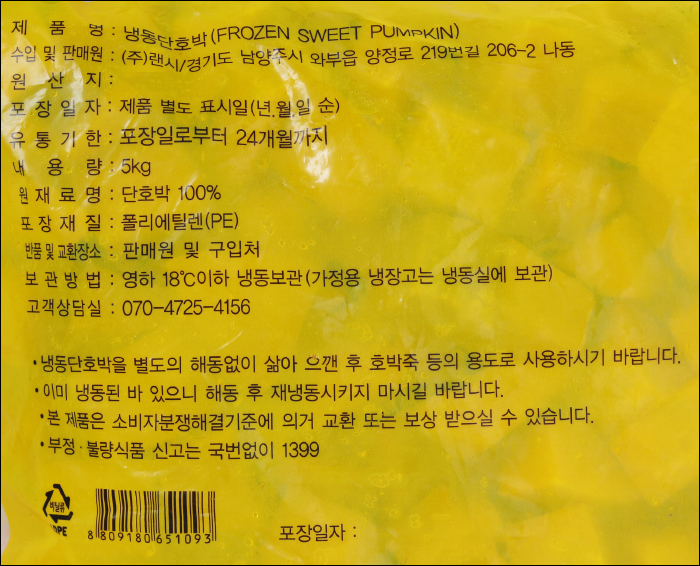 제 품 명 : 냉동단호박(FROZEN SWEET PUMPKIN)
수입 및 판매원 : (주)랜시/경기도 남양주시 와부읍 양정로 219번길 206-2 나동
원 산 지 :
포 장 일 자 : 제품 별도 표시일(년.월.일 순)
유 통 기 한 : 포장일로부터 24개월까지
내 용 량 : 5kg
원 재 료 명 : 단호박 100%
포 장 재 질 : 폴리에틸렌(PE)
반품 및 교환장소 : 판매원 및 구입처
보 관 방 법 : 영하 18℃이하 냉동보관(가정용 냉장고는 냉동실에 보관)
고객상담실 : 070-4725-4156
•냉동단호박을 별도의 해동없이 삶아 으깬 후 호박죽 등의 용도로 사용하시기 바랍니다.
•이미 냉동된 바 있으니 해동 후 재냉동시키지 마시길 바랍니다.
•본 제품은 소비자분쟁해결기준에 의거 교환 또는 보상 받으실 수 있습니다.
•부정·불량식품 신고는 국번없이 1399
비닐류
HDPE
8 809180 651093
포장일자 :